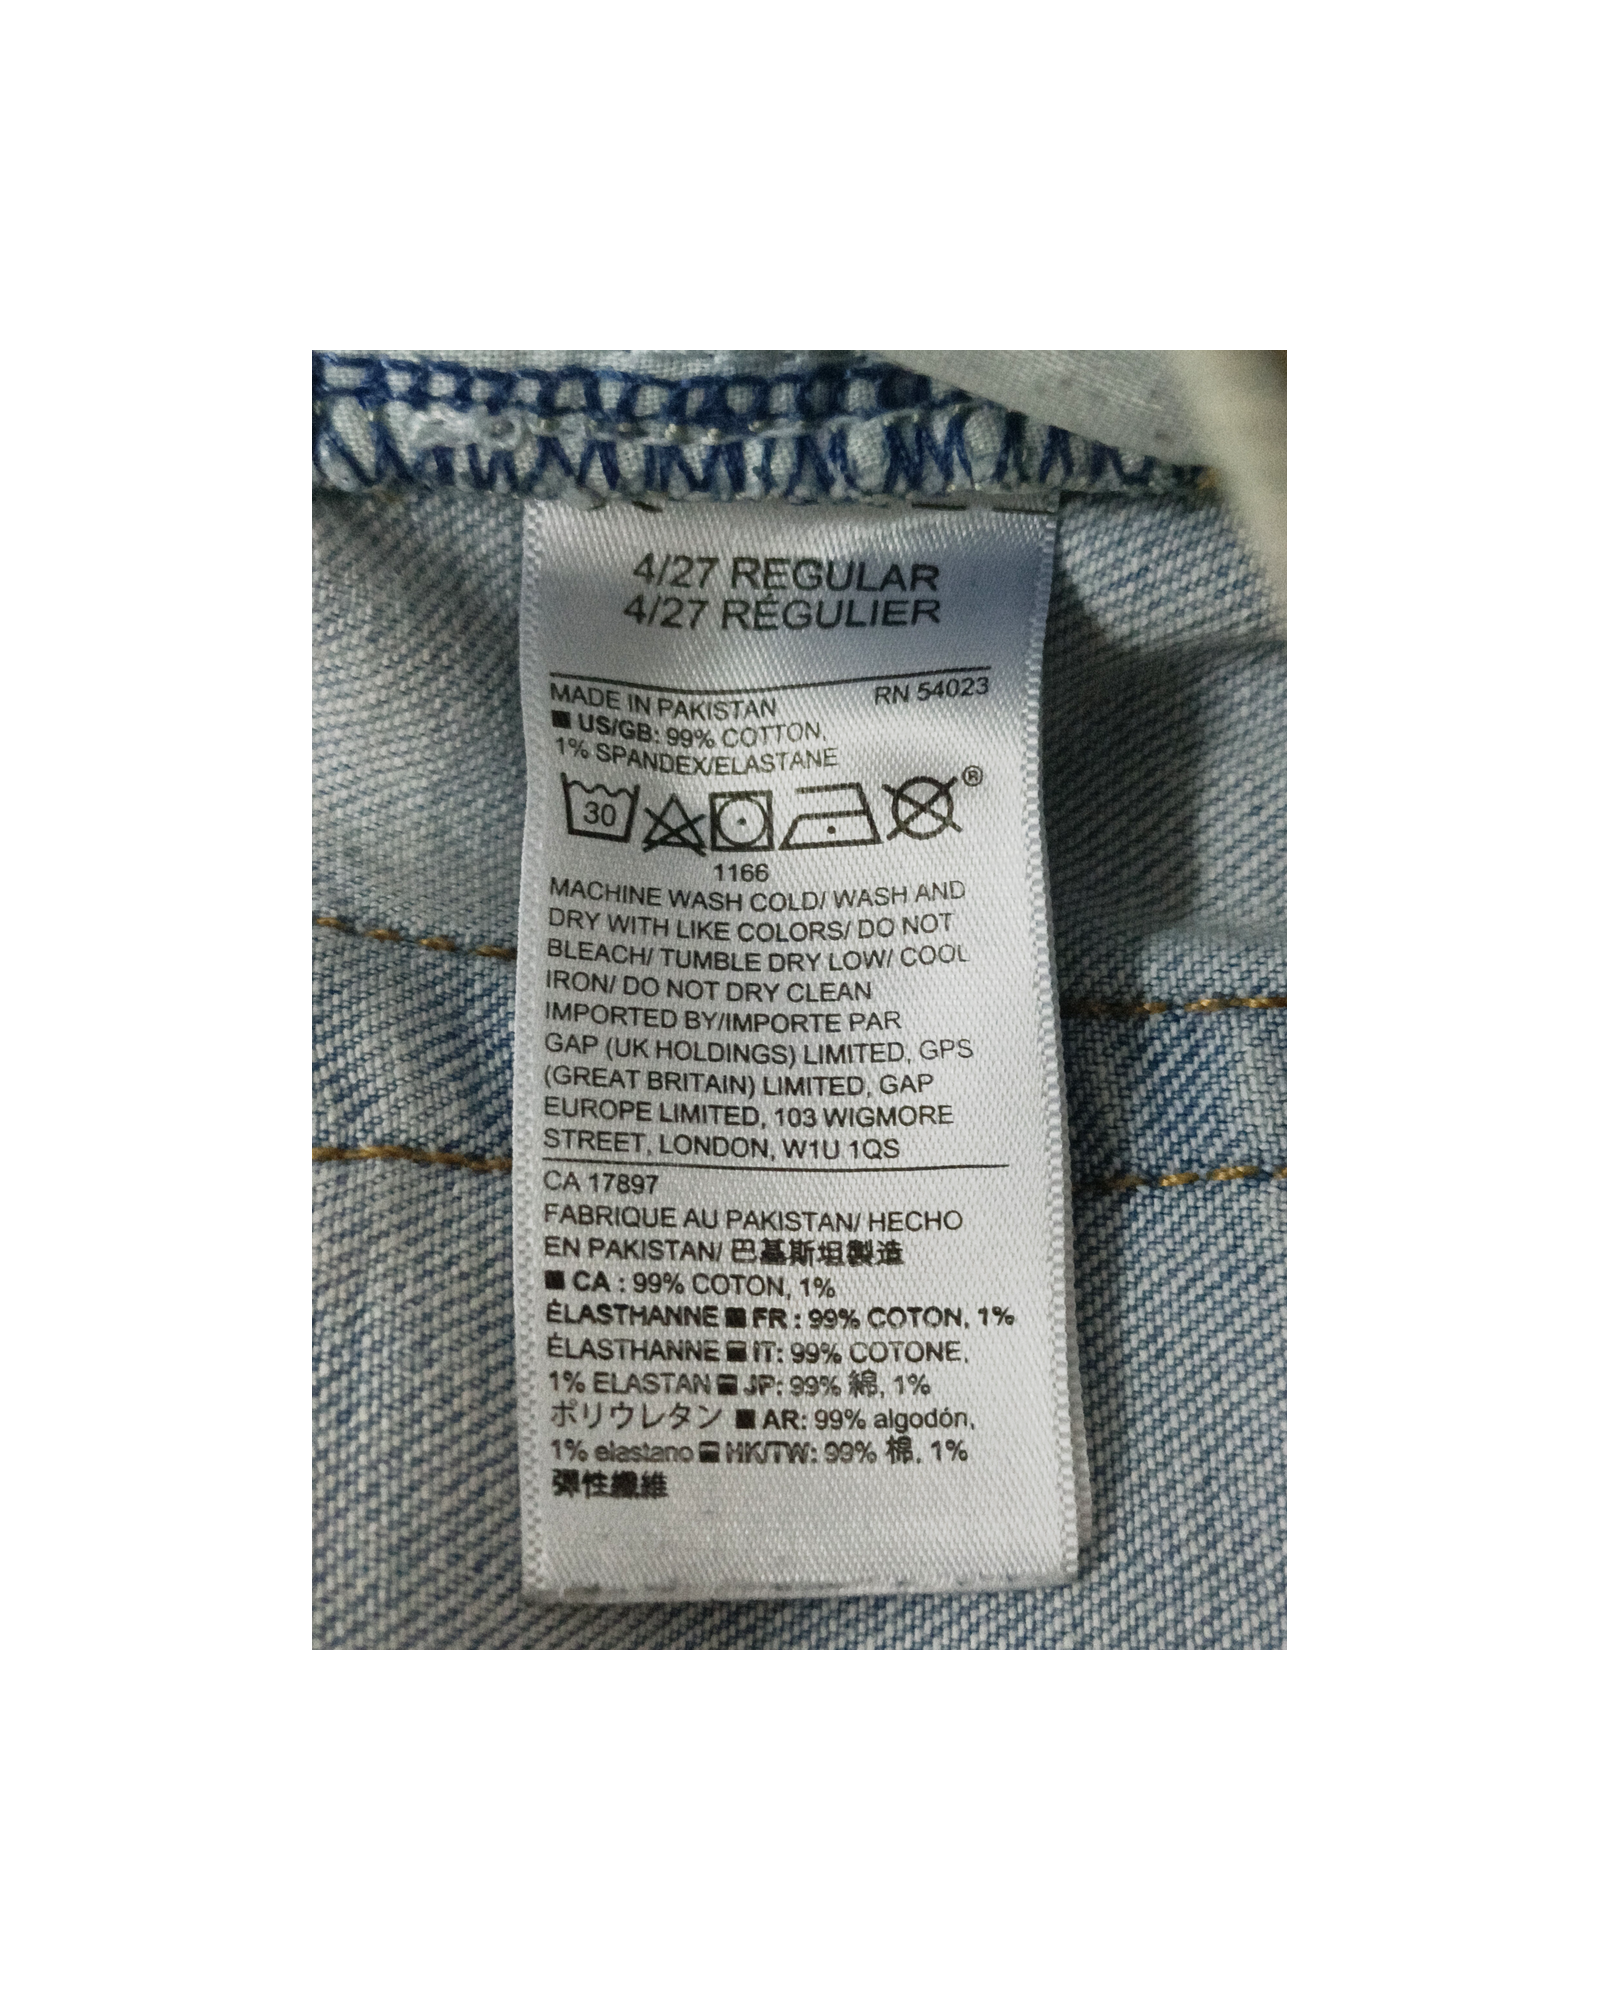 4/27 REGULAR
4/27 RÉGULIER
MADE IN PAKISTAN RN 54023
■ US/GB: 99% COTTON,
1% SPANDEX/ELASTANE
30 ®
1166
MACHINE WASH COLD/ WASH AND
DRY WITH LIKE COLORS/ DO NOT
BLEACH/ TUMBLE DRY LOW/ COOL
IRON/ DO NOT DRY CLEAN
IMPORTED BY/IMPORTE PAR
GAP (UK HOLDINGS) LIMITED, GPS
(GREAT BRITAIN) LIMITED, GAP
EUROPE LIMITED, 103 WIGMORE
STREET, LONDON, W1U 1QS
CA 17897
FABRIQUE AU PAKISTAN/ HECHO
EN PAKISTAN/ 巴基斯坦製造
■ CA : 99% COTON, 1%
ÉLASTHANNE ■ FR : 99% COTON, 1%
ÉLASTHANNE ■ IT: 99% COTONE,
1% ELASTAN ■ JP: 99% 綿, 1%
ポリウレタン ■ AR: 99% algodón,
1% elastano ■ HK/TW: 99% 棉, 1%
彈性纖維